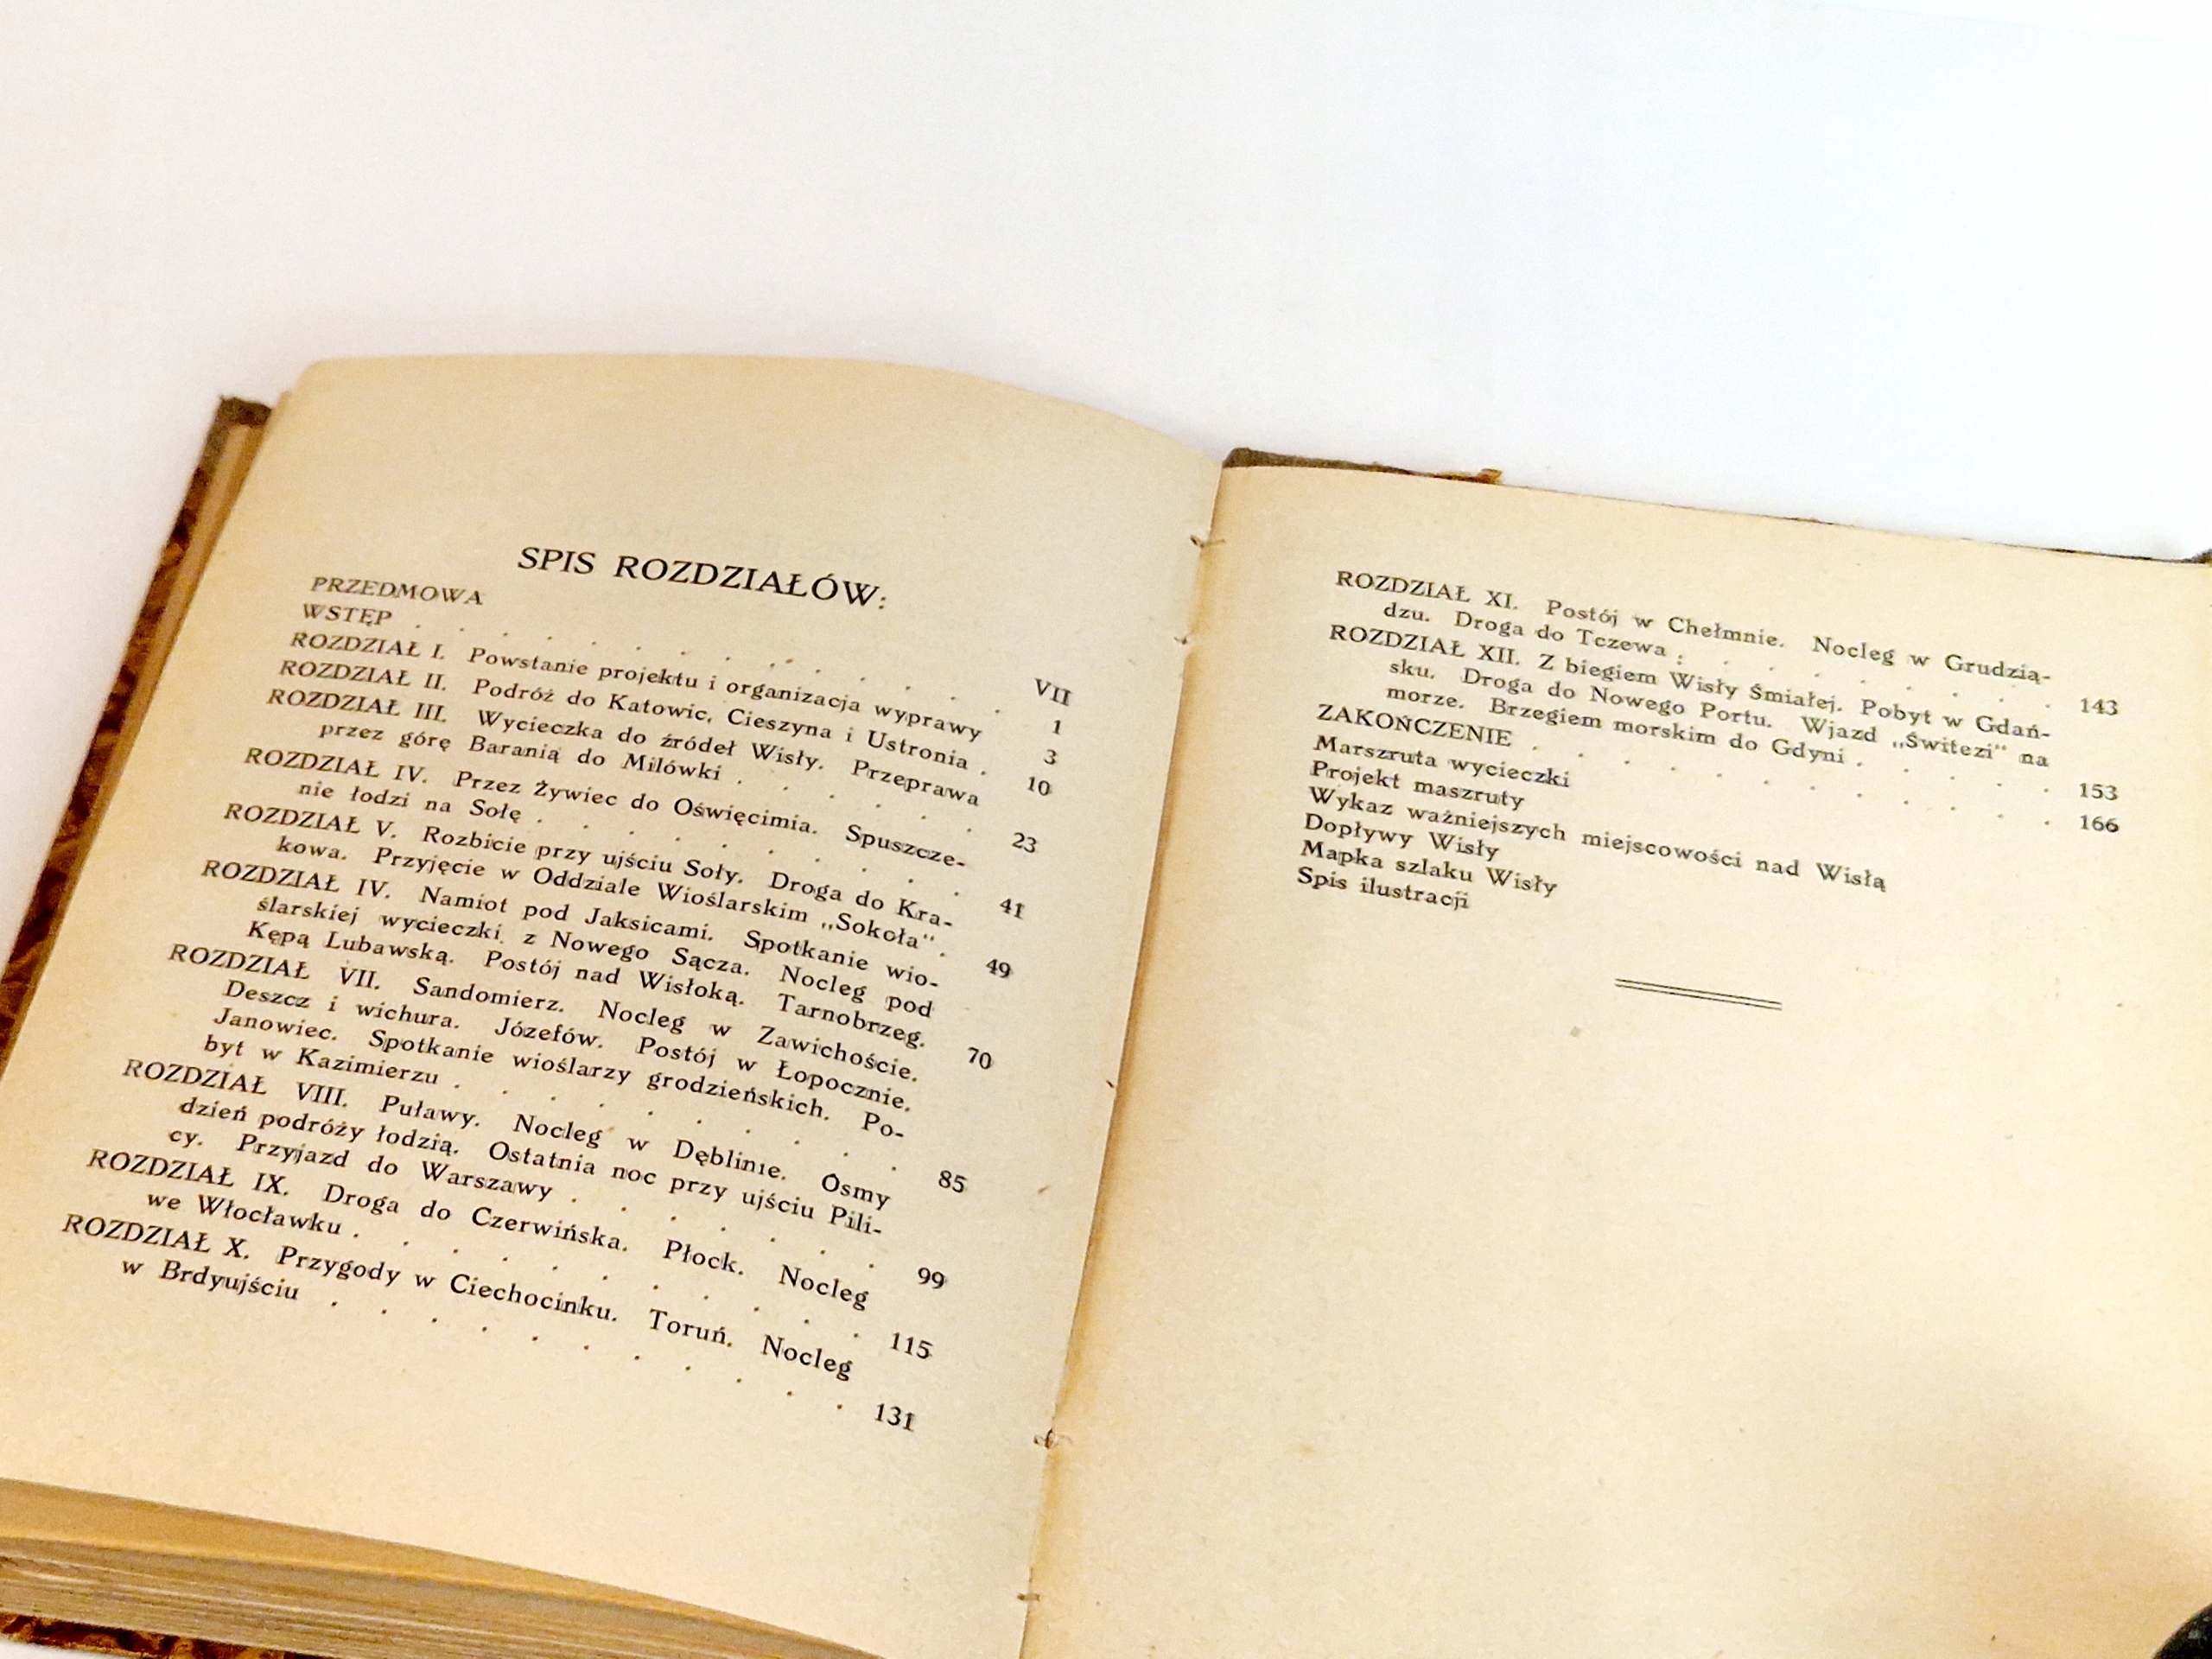 SPIS ROZDZIAŁÓW:
PRZEDMOWA . . . . . . . . . . . . VII
WSTĘP . . . . . . . . . . . . . 1
ROZDZIAŁ I. Powstanie projektu i organizacja wyprawy 3
ROZDZIAŁ II. Podróż do Katowic, Cieszyna i Ustronia . 10
ROZDZIAŁ III. Wycieczka do źródeł Wisły. Przeprawa
przez górę Baranią do Milówki . . . . . . 23
ROZDZIAŁ IV. Przez Żywiec do Oświęcimia. Spuszcze-
nie łodzi na Sołę . . . . . . . . . . 41
ROZDZIAŁ V. Rozbicie przy ujściu Soły. Droga do Kra-
kowa. Przyjęcie w Oddziale Wioślarskim „Sokoła“ . 49
ROZDZIAŁ IV. Namiot pod Jaksicami. Spotkanie wio-
ślarskiej wycieczki z Nowego Sącza. Nocleg pod
Kępą Lubawską. Postój nad Wisłoką. Tarnobrzeg. 70
ROZDZIAŁ VII. Sandomierz. Nocleg w Zawichoście.
Deszcz i wichura. Józefów. Postój w Łopocznie.
Janowiec. Spotkanie wioślarzy grodzieńskich. Po-
byt w Kazimierzu . . . . . . . . . . 85
ROZDZIAŁ VIII. Puławy. Nocleg w Dęblinie. Osmy
dzień podróży łodzią. Ostatnia noc przy ujściu Pili-
cy. Przyjazd do Warszawy . . . . . . . 99
ROZDZIAŁ IX. Droga do Czerwińska. Płock. Nocleg
we Włocławku . . . . . . . . . . . 115
ROZDZIAŁ X. Przygody w Ciechocinku. Toruń. Nocleg
w Brdyujściu . . . . . . . . . . . 131
ROZDZIAŁ XI. Postój w Chełmnie. Nocleg w Grudzią-
dzu. Droga do Tczewa . . . . . . . . . 143
ROZDZIAŁ XII. Z biegiem Wisły Śmiałej. Pobyt w Gdań-
sku. Droga do Nowego Portu. Wjazd „Świtezi“ na
morze. Brzegiem morskim do Gdyni . . . . . 153
ZAKOŃCZENIE . . . . . . . . . . . . 166
Marszruta wycieczki
Projekt maszruty
Wykaz ważniejszych miejscowości nad Wisłą
Dopływy Wisły
Mapka szlaku Wisły
Spis ilustracji